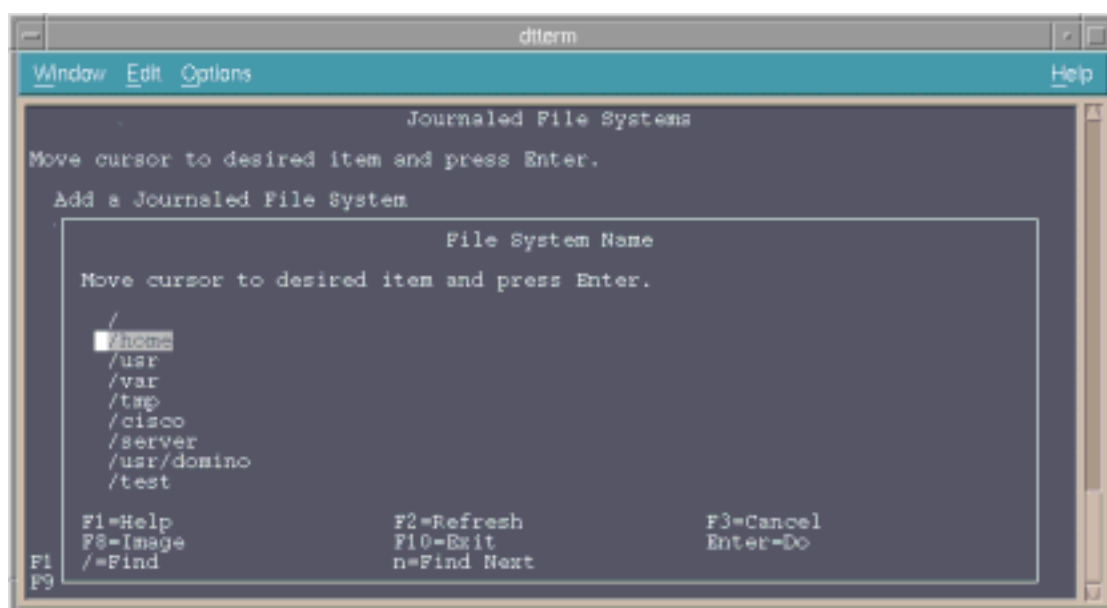 dtterm
Window Edit Options Help
Journaled File Systems
Move cursor to desired item and press Enter.
Add a Journaled File System
File System Name
Move cursor to desired item and press Enter.
/
/home
/usr
/var
/tmp
/cisco
/server
/usr/domino
/test
F1=Help F2=Refresh F3=Cancel
F8=Image F10=Exit Enter=Do
F1 /=Find n=Find Next
F9